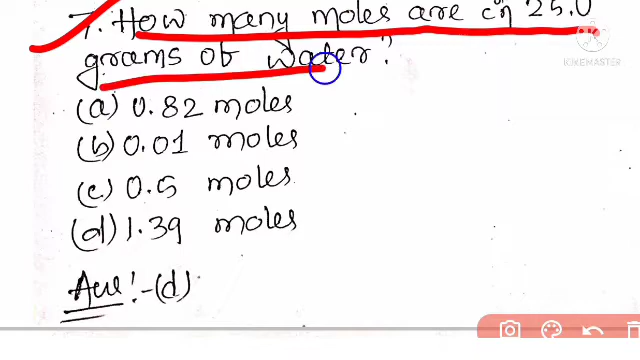 7. How many moles are in 25.0
grams of water?
KINEMASTER
(a) 0.82 moles
(b) 0.01 moles
(c) 0.5 moles
(d) 1.39 moles
Ans:-(d)